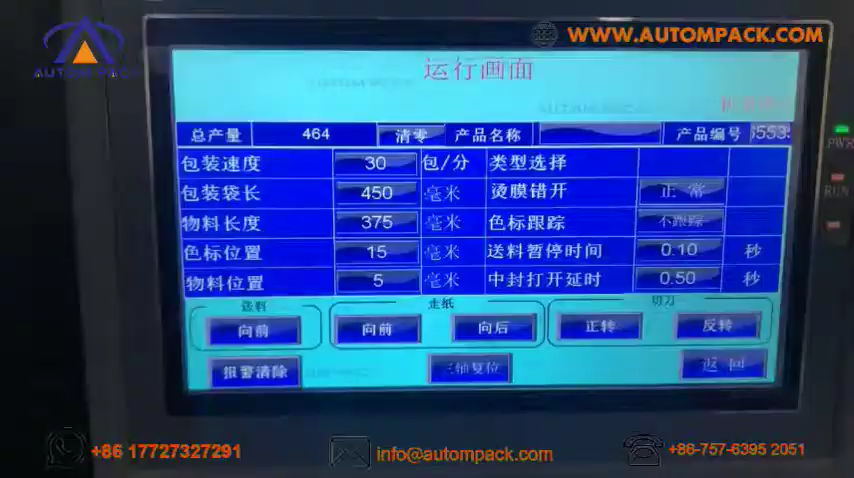 AUTOM PACK
WWW.AUTOMPACK.COM
运行画面
总产量 464 清零 产品名称 产品编号
包装速度 30 包/分 类型选择
包装袋长 450 毫米 烫膜错开 正常
物料长度 375 毫米 色标跟踪 不跟踪
色标位置 15 毫米 送料暂停时间 0.10 秒
物料位置 5 毫米 中封打开延时 0.50 秒
送料 走纸 切刀
向前 向前 向后 正转 反转
报警清除 三轴复位 返回
PWR
RUN
+86 17727327291
info@autompack.com
+86-757-6395 2051